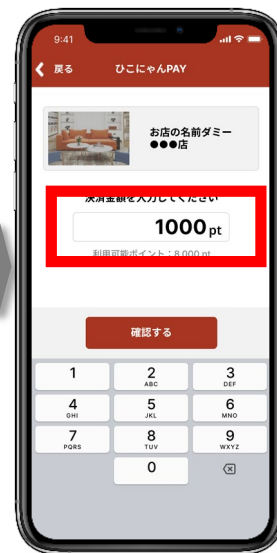 9:41
戻る ひこにゃんPAY
お店の名前ダミー
●●●店
決済金額を入力してください
1000 pt
利用可能ポイント：8,000 pt
確認する
1 2 3
ABC DEF
4 5 6
GHI JKL MNO
7 8 9
PQRS TUV WXYZ
0